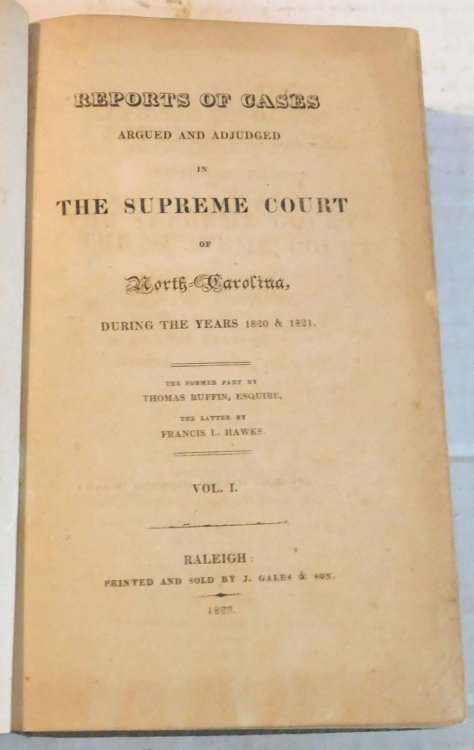 REPORTS OF CASES
ARGUED AND ADJUDGED
IN
THE SUPREME COURT
OF
North-Carolina,
DURING THE YEARS 1820 & 1821.
THE FORMER PART BY
THOMAS RUFFIN, ESQUIRE,
THE LATTER BY
FRANCIS L. HAWKS.
VOL. I.
RALEIGH:
PRINTED AND SOLD BY J. GALES & SON.